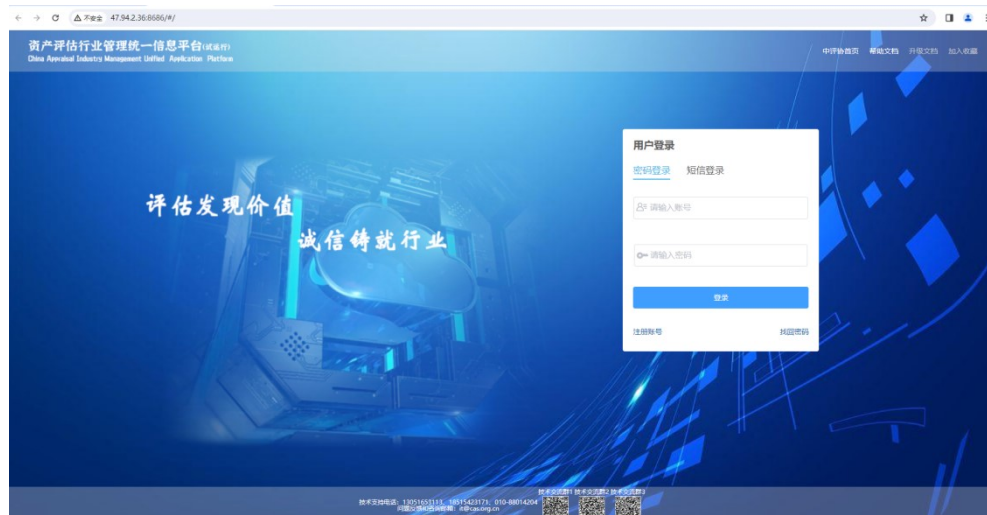 不安全 47.94.2.36:8686/#/
资产评估行业管理统一信息平台(试运行)
China Appraisal Industry Management Unified Application Platform
中评协首页 帮助文档 升级文档 加入收藏
用户登录
密码登录 短信登录
请输入账号
评估发现价值
诚信铸就行业
请输入密码
登录
注册账号 找回密码
技术交流群1 技术交流群2 技术交流群3
技术支持电话：13051653113、18515423173、010-88014204
问题反馈和咨询邮箱：it@cas.org.cn